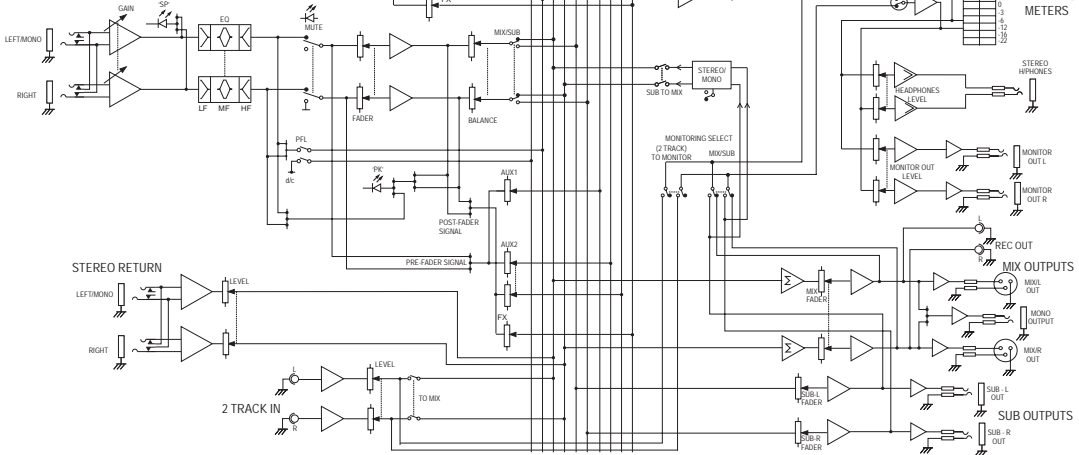 'SP'
GAIN
EQ
MUTE
LEFT/MONO
MIX/SUB
RIGHT
LF MF HF
FADER
BALANCE
PFL
d/c
'PK'
AUX1
POST-FADER
SIGNAL
AUX2
PRE-FADER SIGNAL
FX
STEREO RETURN
LEVEL
LEFT/MONO
RIGHT
LEVEL
L
TO MIX
2 TRACK IN
R
STEREO/
MONO
SUB TO MIX
MONITORING SELECT
(2 TRACK)
TO MONITOR
MIX/SUB
0
-3
-6
-12
-16
-22
METERS
STEREO
H/PHONES
HEADPHONES
LEVEL
MONITOR
OUT L
MONITOR OUT
LEVEL
MONITOR
OUT R
L
REC OUT
R
MIX OUTPUTS
Σ
MIX
FADER
MIX/L
OUT
MONO
OUTPUT
Σ
MIX/R
OUT
SUB-L
FADER
SUB - L
OUT
SUB OUTPUTS
SUB-R
FADER
SUB - R
OUT